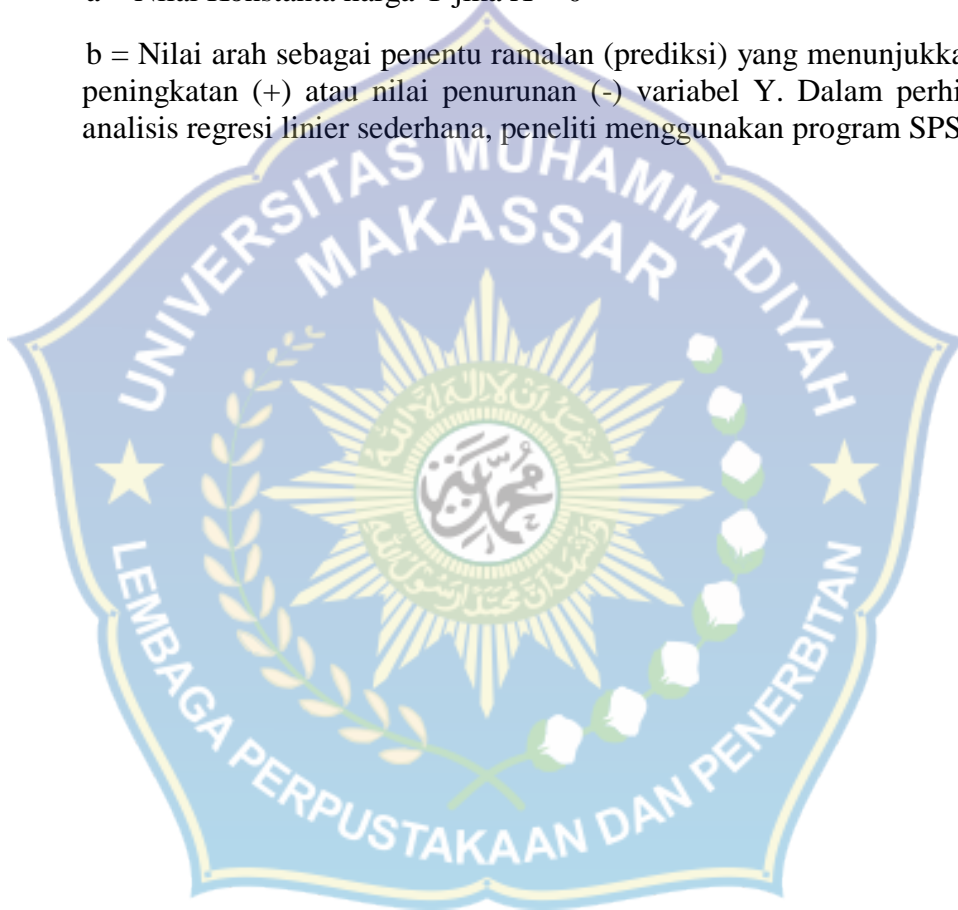 b = Nilai arah sebagai penentu ramalan (prediksi) yang menunjukka
peningkatan (+) atau nilai penurunan (-) variabel Y. Dalam perhi
analisis regresi linier sederhana, peneliti menggunakan program SPS
UNIVERSITAS MUHAMMADIYAH
MAKASSAR
محمدية
LEMBAGA PERPUSTAKAAN DAN PENERBITAN